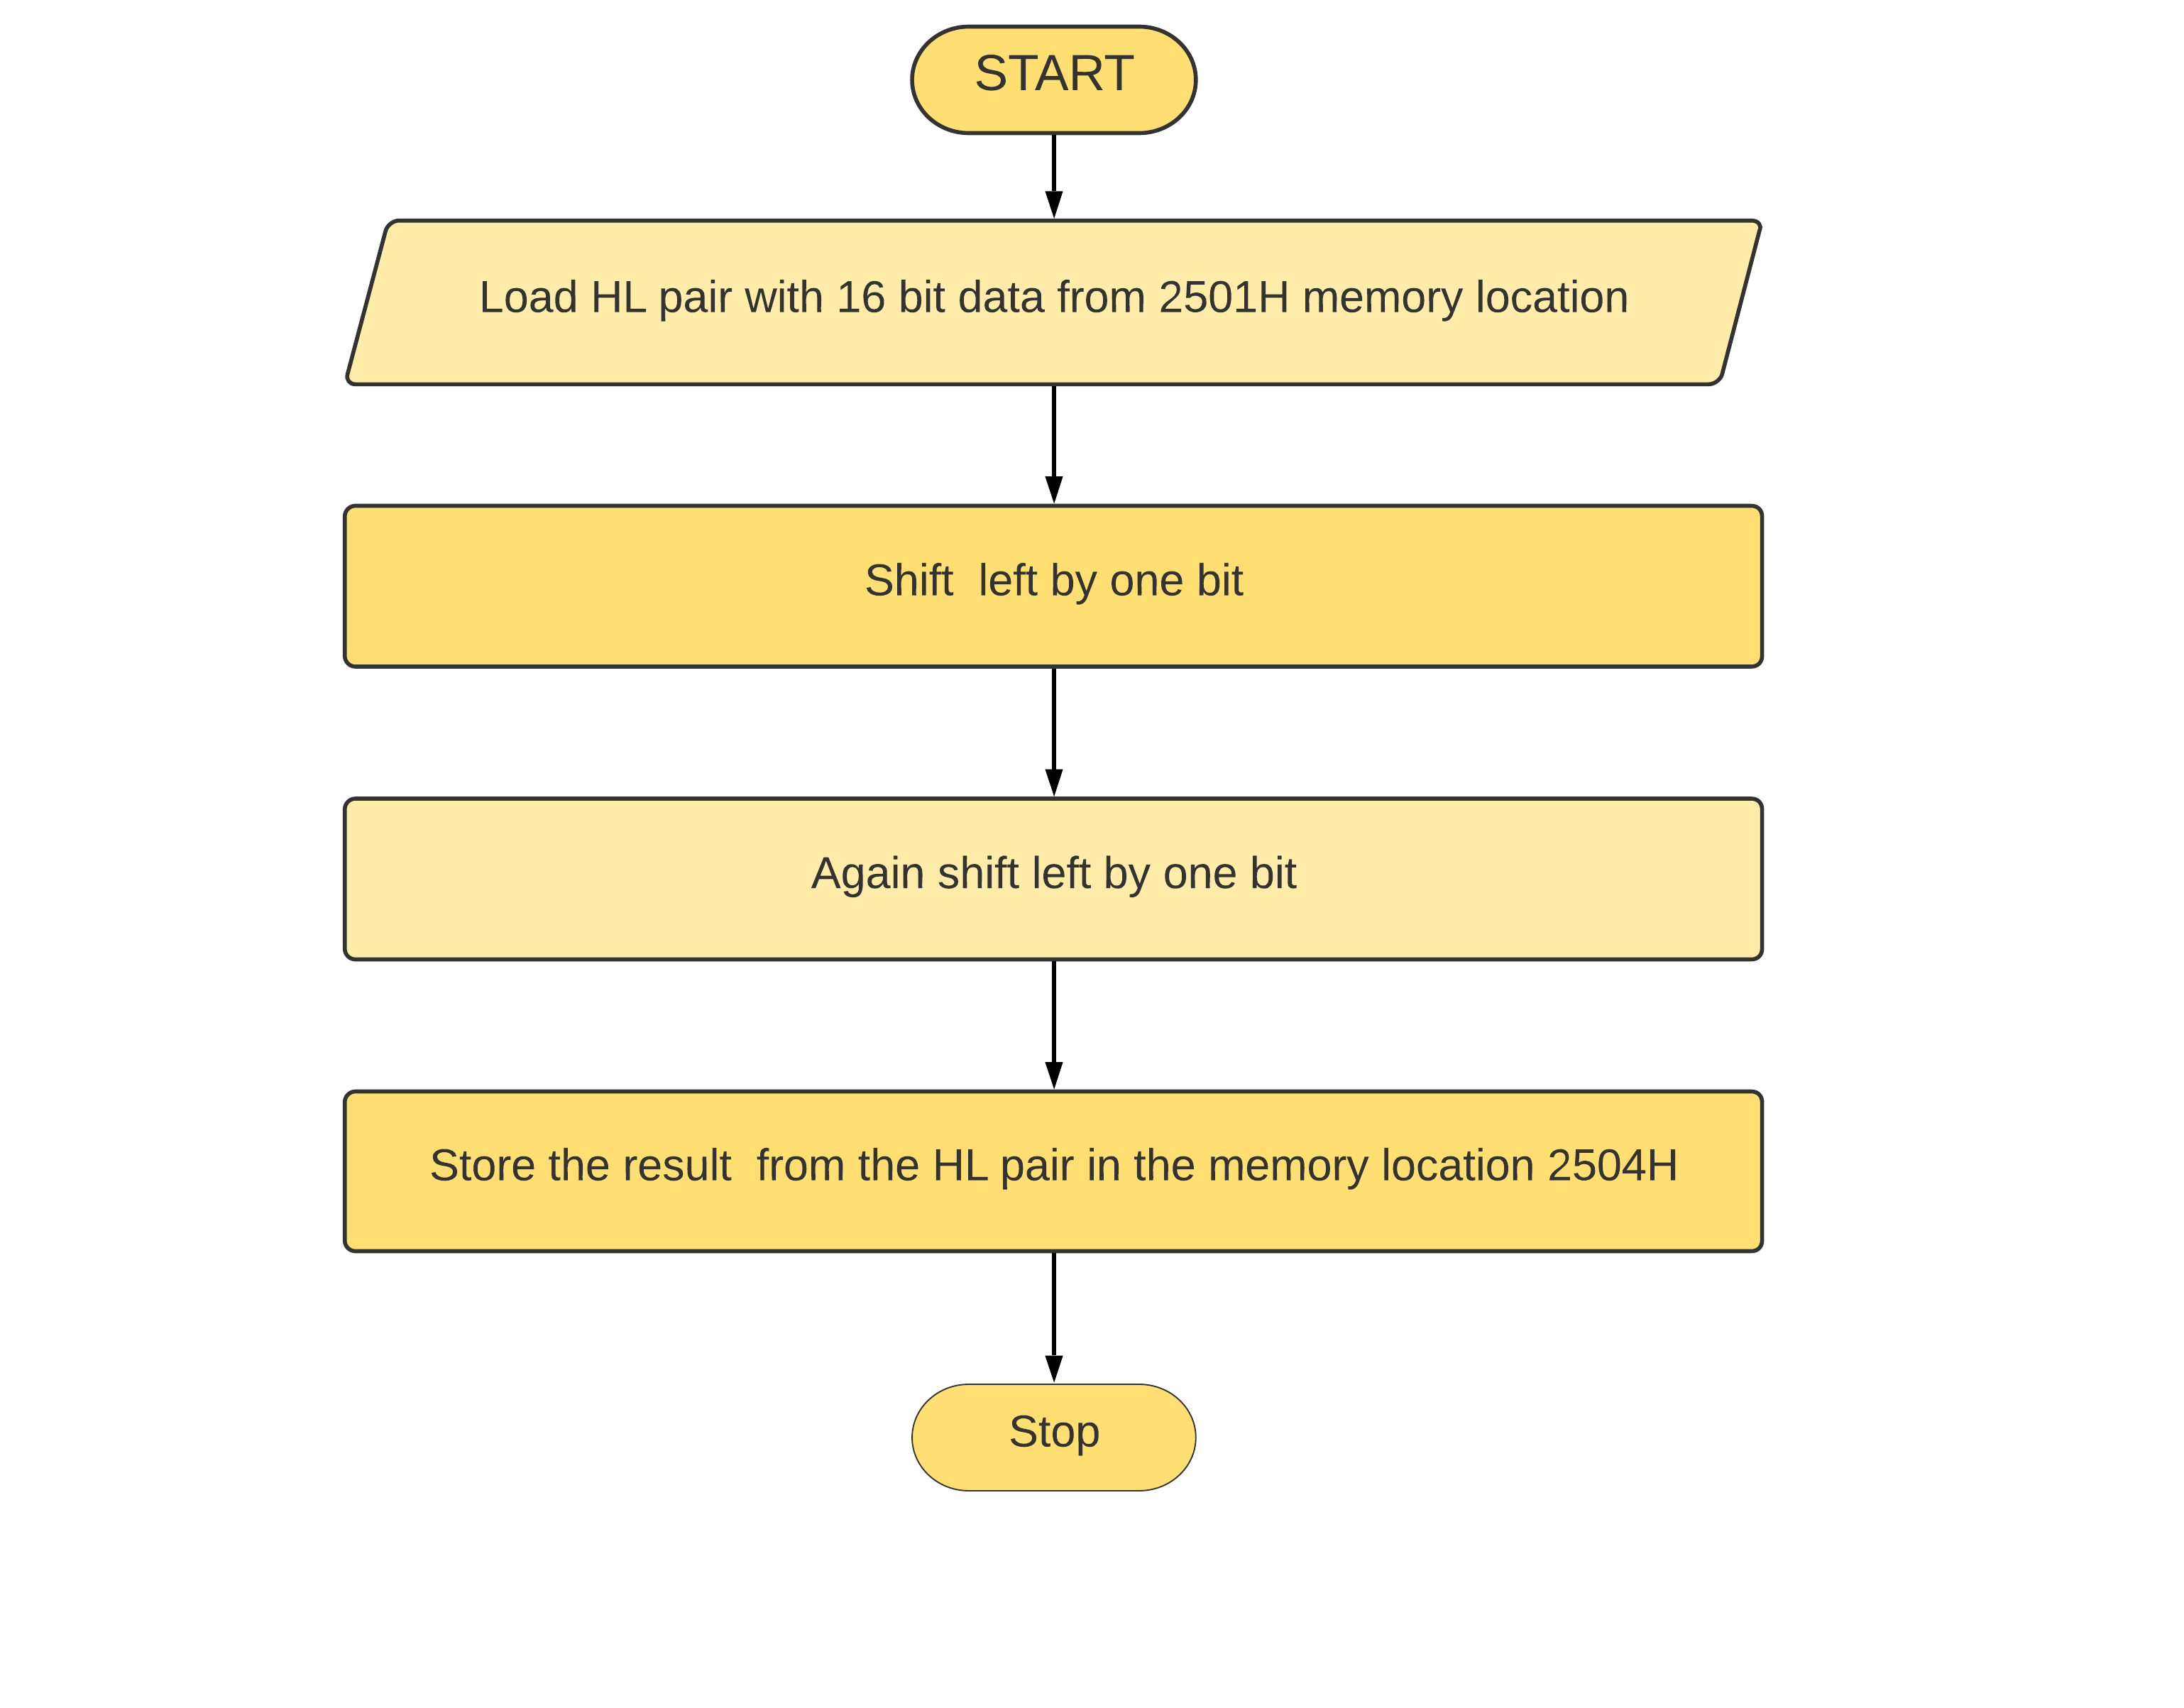 START
Load HL pair with 16 bit data from 2501H memory location
Shift  left by one bit
Again shift left by one bit
Store the result  from the HL pair in the memory location 2504H
Stop